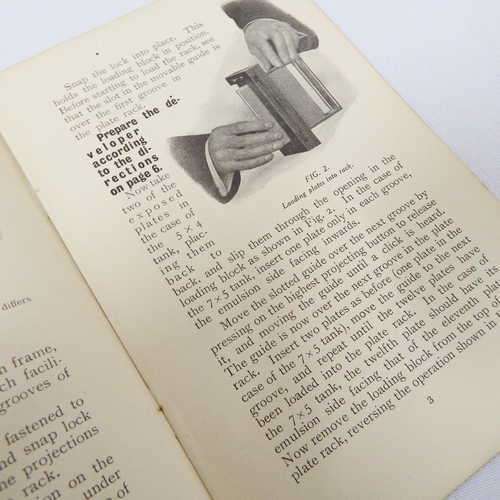 differs
n frame,
ch facili-
grooves of
fastened to
and snap lock
e projections
rack.
on on the
under
of
Snap the lock into place. This
holds the loading block in position.
Before starting to load the rack, see
that the slot in the movable guide is
over the first groove in
the plate rack.
Prepare the de-
veloper
according
to the di-
rections
on page 6.
Now take
two of the
exposed
plates in
the case of
the 5 x 4
tank, plac-
ing them
back to
back, and slip them through the opening in the
loading block as shown in Fig 2. In the case of
the 7×5 tank, insert one plate only in each groove,
the emulsion side facing inwards.
FIG. 2.
Loading plates into rack.
Move the slotted guide over the next groove by
pressing on the highest projecting button to release
it, and moving the guide until a click is heard.
The guide is now over the next groove in the plate
rack. Insert two plates as before (one plate in the
case of the 7×5 tank), move the guide to the next
groove, and repeat until the twelve plates have
been loaded into the plate rack. In the case of
the 7×5 tank, the twelfth plate should have its
emulsion side facing that of the eleventh plate.
Now remove the loading block from the top of
plate rack, reversing the operation shown in
3